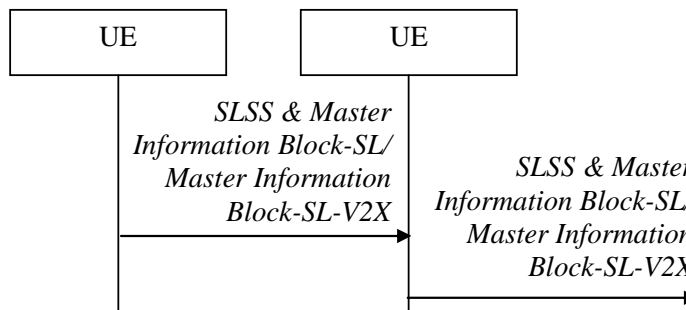 UE
UE
SLSS & Master
Information Block-SL/
Master Information
Block-SL-V2X
SLSS & Master
Information Block-SL/
Master Information
Block-SL-V2X